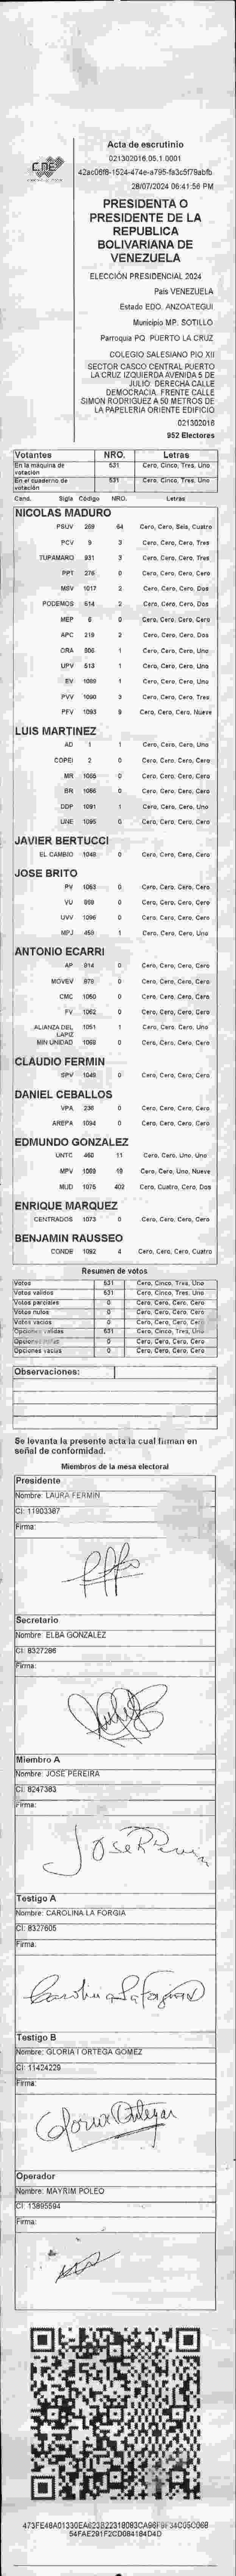 CNE
Acta de escrutinio
021302016.05.1.0001
28/07/2024 06:41:56 PM
PRESIDENTA O
PRESIDENTE DE LA
REPUBLICA
BOLIVARIANA DE
VENEZUELA
ELECCIÓN PRESIDENCIAL 2024
País VENEZUELA
Estado EDO. ANZOATEGUI
Municipio MP. SOTILLO
Parroquia PQ. PUERTO LA CRUZ
COLEGIO SALESIANO PIO XII
SECTOR CASCO CENTRAL PUERTO
LA CRUZ IZQUIERDA AVENIDA 5 DE
JULIO. DERECHA CALLE
DEMOCRACIA. FRENTE CALLE
SIMON RODRIGUEZ A 50 METROS DE
LA PAPELERIA ORIENTE EDIFICIO
021302016
952 Electores
Votantes NRO. Letras
En la máquina de votación 531 Cero, Cinco, Tres, Uno
En el cuaderno de votación 531 Cero, Cinco, Tres, Uno
Cand. Sigla Código NRO. Letras
NICOLAS MADURO
PSUV 269 64 Cero, Cero, Seis, Cuatro
PCV 9 3 Cero, Cero, Cero, Tres
TUPAMARO 931 3 Cero, Cero, Cero, Tres
PPT 276 0 Cero, Cero, Cero, Cero
MSV 1017 2 Cero, Cero, Cero, Dos
PODEMOS 614 2 Cero, Cero, Cero, Dos
MEP 6 0 Cero, Cero, Cero, Cero
APC 219 2 Cero, Cero, Cero, Dos
ORA 506 1 Cero, Cero, Cero, Uno
UPV 513 1 Cero, Cero, Cero, Uno
EV 1089 1 Cero, Cero, Cero, Uno
PVV 1090 3 Cero, Cero, Cero, Tres
PFV 1093 9 Cero, Cero, Cero, Nueve
LUIS MARTINEZ
AD 1 1 Cero, Cero, Cero, Uno
COPEI 2 0 Cero, Cero, Cero, Cero
MR 1055 0 Cero, Cero, Cero, Cero
BR 1056 0 Cero, Cero, Cero, Cero
DDP 1091 1 Cero, Cero, Cero, Uno
UNE 1095 0 Cero, Cero, Cero, Cero
JAVIER BERTUCCI
EL CAMBIO 1048 0 Cero, Cero, Cero, Cero
JOSE BRITO
PV 1053 0 Cero, Cero, Cero, Cero
VU 959 0 Cero, Cero, Cero, Cero
UVV 1096 0 Cero, Cero, Cero, Cero
MPJ 459 1 Cero, Cero, Cero, Uno
ANTONIO ECARRI
AP 914 0 Cero, Cero, Cero, Cero
MOVEV 978 0 Cero, Cero, Cero, Cero
CMC 1050 0 Cero, Cero, Cero, Cero
FV 1062 0 Cero, Cero, Cero, Cero
ALIANZA DEL LAPIZ 1051 1 Cero, Cero, Cero, Uno
MIN UNIDAD 1068 0 Cero, Cero, Cero, Cero
CLAUDIO FERMIN
SPV 1049 0 Cero, Cero, Cero, Cero
DANIEL CEBALLOS
VPA 236 0 Cero, Cero, Cero, Cero
AREPA 1094 0 Cero, Cero, Cero, Cero
EDMUNDO GONZALEZ
UNTC 460 11 Cero, Cero, Uno, Uno
MPV 1069 19 Cero, Cero, Uno, Nueve
MUD 1075 402 Cero, Cuatro, Cero, Dos
ENRIQUE MARQUEZ
CENTRADOS 1073 0 Cero, Cero, Cero, Cero
BENJAMIN RAUSSEO
CONDE 1092 4 Cero, Cero, Cero, Cuatro
Resumen de votos
Votos 531 Cero, Cinco, Tres, Uno
Votos validos 531 Cero, Cinco, Tres, Uno
Votos parciales 0 Cero, Cero, Cero, Cero
Votos nulos 0 Cero, Cero, Cero, Cero
Votos vacios 0 Cero, Cero, Cero, Cero
Opciones validas 531 Cero, Cinco, Tres, Uno
Opciones nulas 0 Cero, Cero, Cero, Cero
Opciones vacias 0 Cero, Cero, Cero, Cero
Observaciones:
Se levanta la presente acta la cual firman en
señal de conformidad.
Miembros de la mesa electoral
Presidente
Nombre: LAURA FERMIN
CI: 11903387
Firma:
Secretario
Nombre: ELBA GONZALEZ
CI: 8327286
Firma:
Miembro A
Nombre: JOSE PEREIRA
CI: 8247383
Firma:
Testigo A
Nombre: CAROLINA LA FORGIA
CI: 8327605
Firma:
Carolina La Forgia
Testigo B
Nombre: GLORIA I ORTEGA GOMEZ
CI: 11424229
Firma:
Gloria Ortega
Operador
Nombre: MAYRIM POLEO
CI: 13695594
Firma: